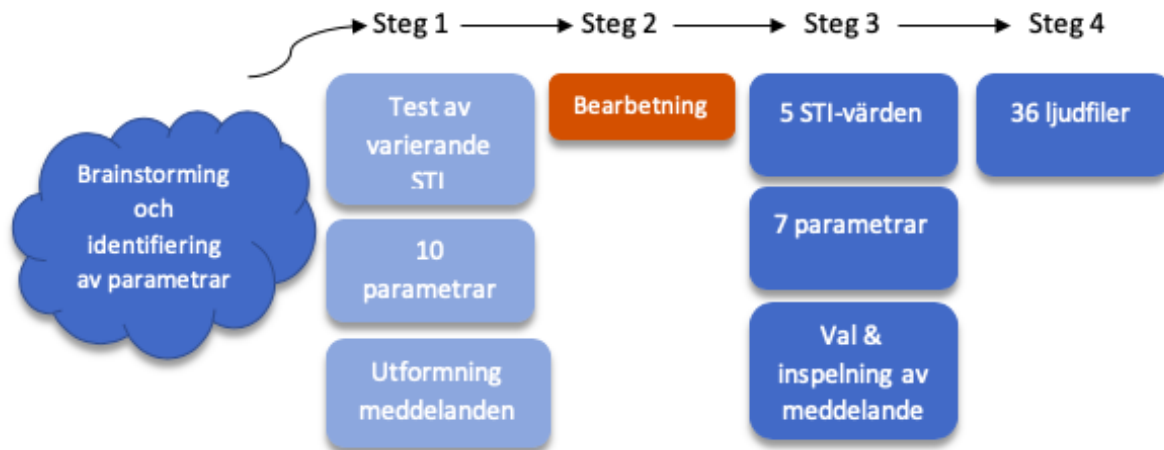 Steg 1
Steg 2
Steg 3
Steg 4
Brainstorming
och
identifiering
av parametrar
Test av
varierande
STI
10
parametrar
Utformning
meddelanden
Bearbetning
5 STI-värden
7 parametrar
Val &
inspelning av
meddelande
36 ljudfiler